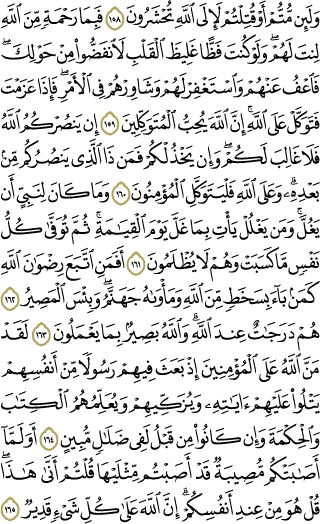 وَلَئِن مُّتُّمْ أَوْ قُتِلْتُمْ لَإِلَى ٱللَّهِ تُحْشَرُونَ ١٥٨ فَبِمَا رَحْمَةٍ مِّنَ ٱللَّهِ
لِنتَ لَهُمْ ۖ وَلَوْ كُنتَ فَظًّا غَلِيظَ ٱلْقَلْبِ لَٱنفَضُّوا۟ مِنْ حَوْلِكَ ۖ
فَٱعْفُ عَنْهُمْ وَٱسْتَغْفِرْ لَهُمْ وَشَاوِرْهُمْ فِى ٱلْأَمْرِ ۖ فَإِذَا عَزَمْتَ
فَتَوَكَّلْ عَلَى ٱللَّهِ ۚ إِنَّ ٱللَّهَ يُحِبُّ ٱلْمُتَوَكِّلِينَ ١٥٩ إِن يَنصُرْكُمُ ٱللَّهُ
فَلَا غَالِبَ لَكُمْ ۖ وَإِن يَخْذُلْكُمْ فَمَن ذَا ٱلَّذِى يَنصُرُكُم مِّنۢ
بَعْدِهِۦ ۗ وَعَلَى ٱللَّهِ فَلْيَتَوَكَّلِ ٱلْمُؤْمِنُونَ ١٦٠ وَمَا كَانَ لِنَبِىٍّ أَن
يَغُلَّ ۚ وَمَن يَغْلُلْ يَأْتِ بِمَا غَلَّ يَوْمَ ٱلْقِيَٰمَةِ ۚ ثُمَّ تُوَفَّىٰ كُلُّ
نَفْسٍ مَّا كَسَبَتْ وَهُمْ لَا يُظْلَمُونَ ١٦١ أَفَمَنِ ٱتَّبَعَ رِضْوَٰنَ ٱللَّهِ
كَمَنۢ بَآءَ بِسَخَطٍ مِّنَ ٱللَّهِ وَمَأْوَىٰهُ جَهَنَّمُ ۚ وَبِئْسَ ٱلْمَصِيرُ ١٦٢
هُمْ دَرَجَٰتٌ عِندَ ٱللَّهِ ۗ وَٱللَّهُ بَصِيرٌۢ بِمَا يَعْمَلُونَ ١٦٣ لَقَدْ
مَنَّ ٱللَّهُ عَلَى ٱلْمُؤْمِنِينَ إِذْ بَعَثَ فِيهِمْ رَسُولًا مِّنْ أَنفُسِهِمْ
يَتْلُوا۟ عَلَيْهِمْ ءَايَٰتِهِۦ وَيُزَكِّيهِمْ وَيُعَلِّمُهُمُ ٱلْكِتَٰبَ
وَٱلْحِكْمَةَ وَإِن كَانُوا۟ مِن قَبْلُ لَفِى ضَلَٰلٍ مُّبِينٍ ١٦٤ أَوَلَمَّآ
أَصَٰبَتْكُم مُّصِيبَةٌ قَدْ أَصَبْتُم مِّثْلَيْهَا قُلْتُمْ أَنَّىٰ هَٰذَا ۖ
قُلْ هُوَ مِنْ عِندِ أَنفُسِكُمْ ۗ إِنَّ ٱللَّهَ عَلَىٰ كُلِّ شَىْءٍ قَدِيرٌ ١٦٥